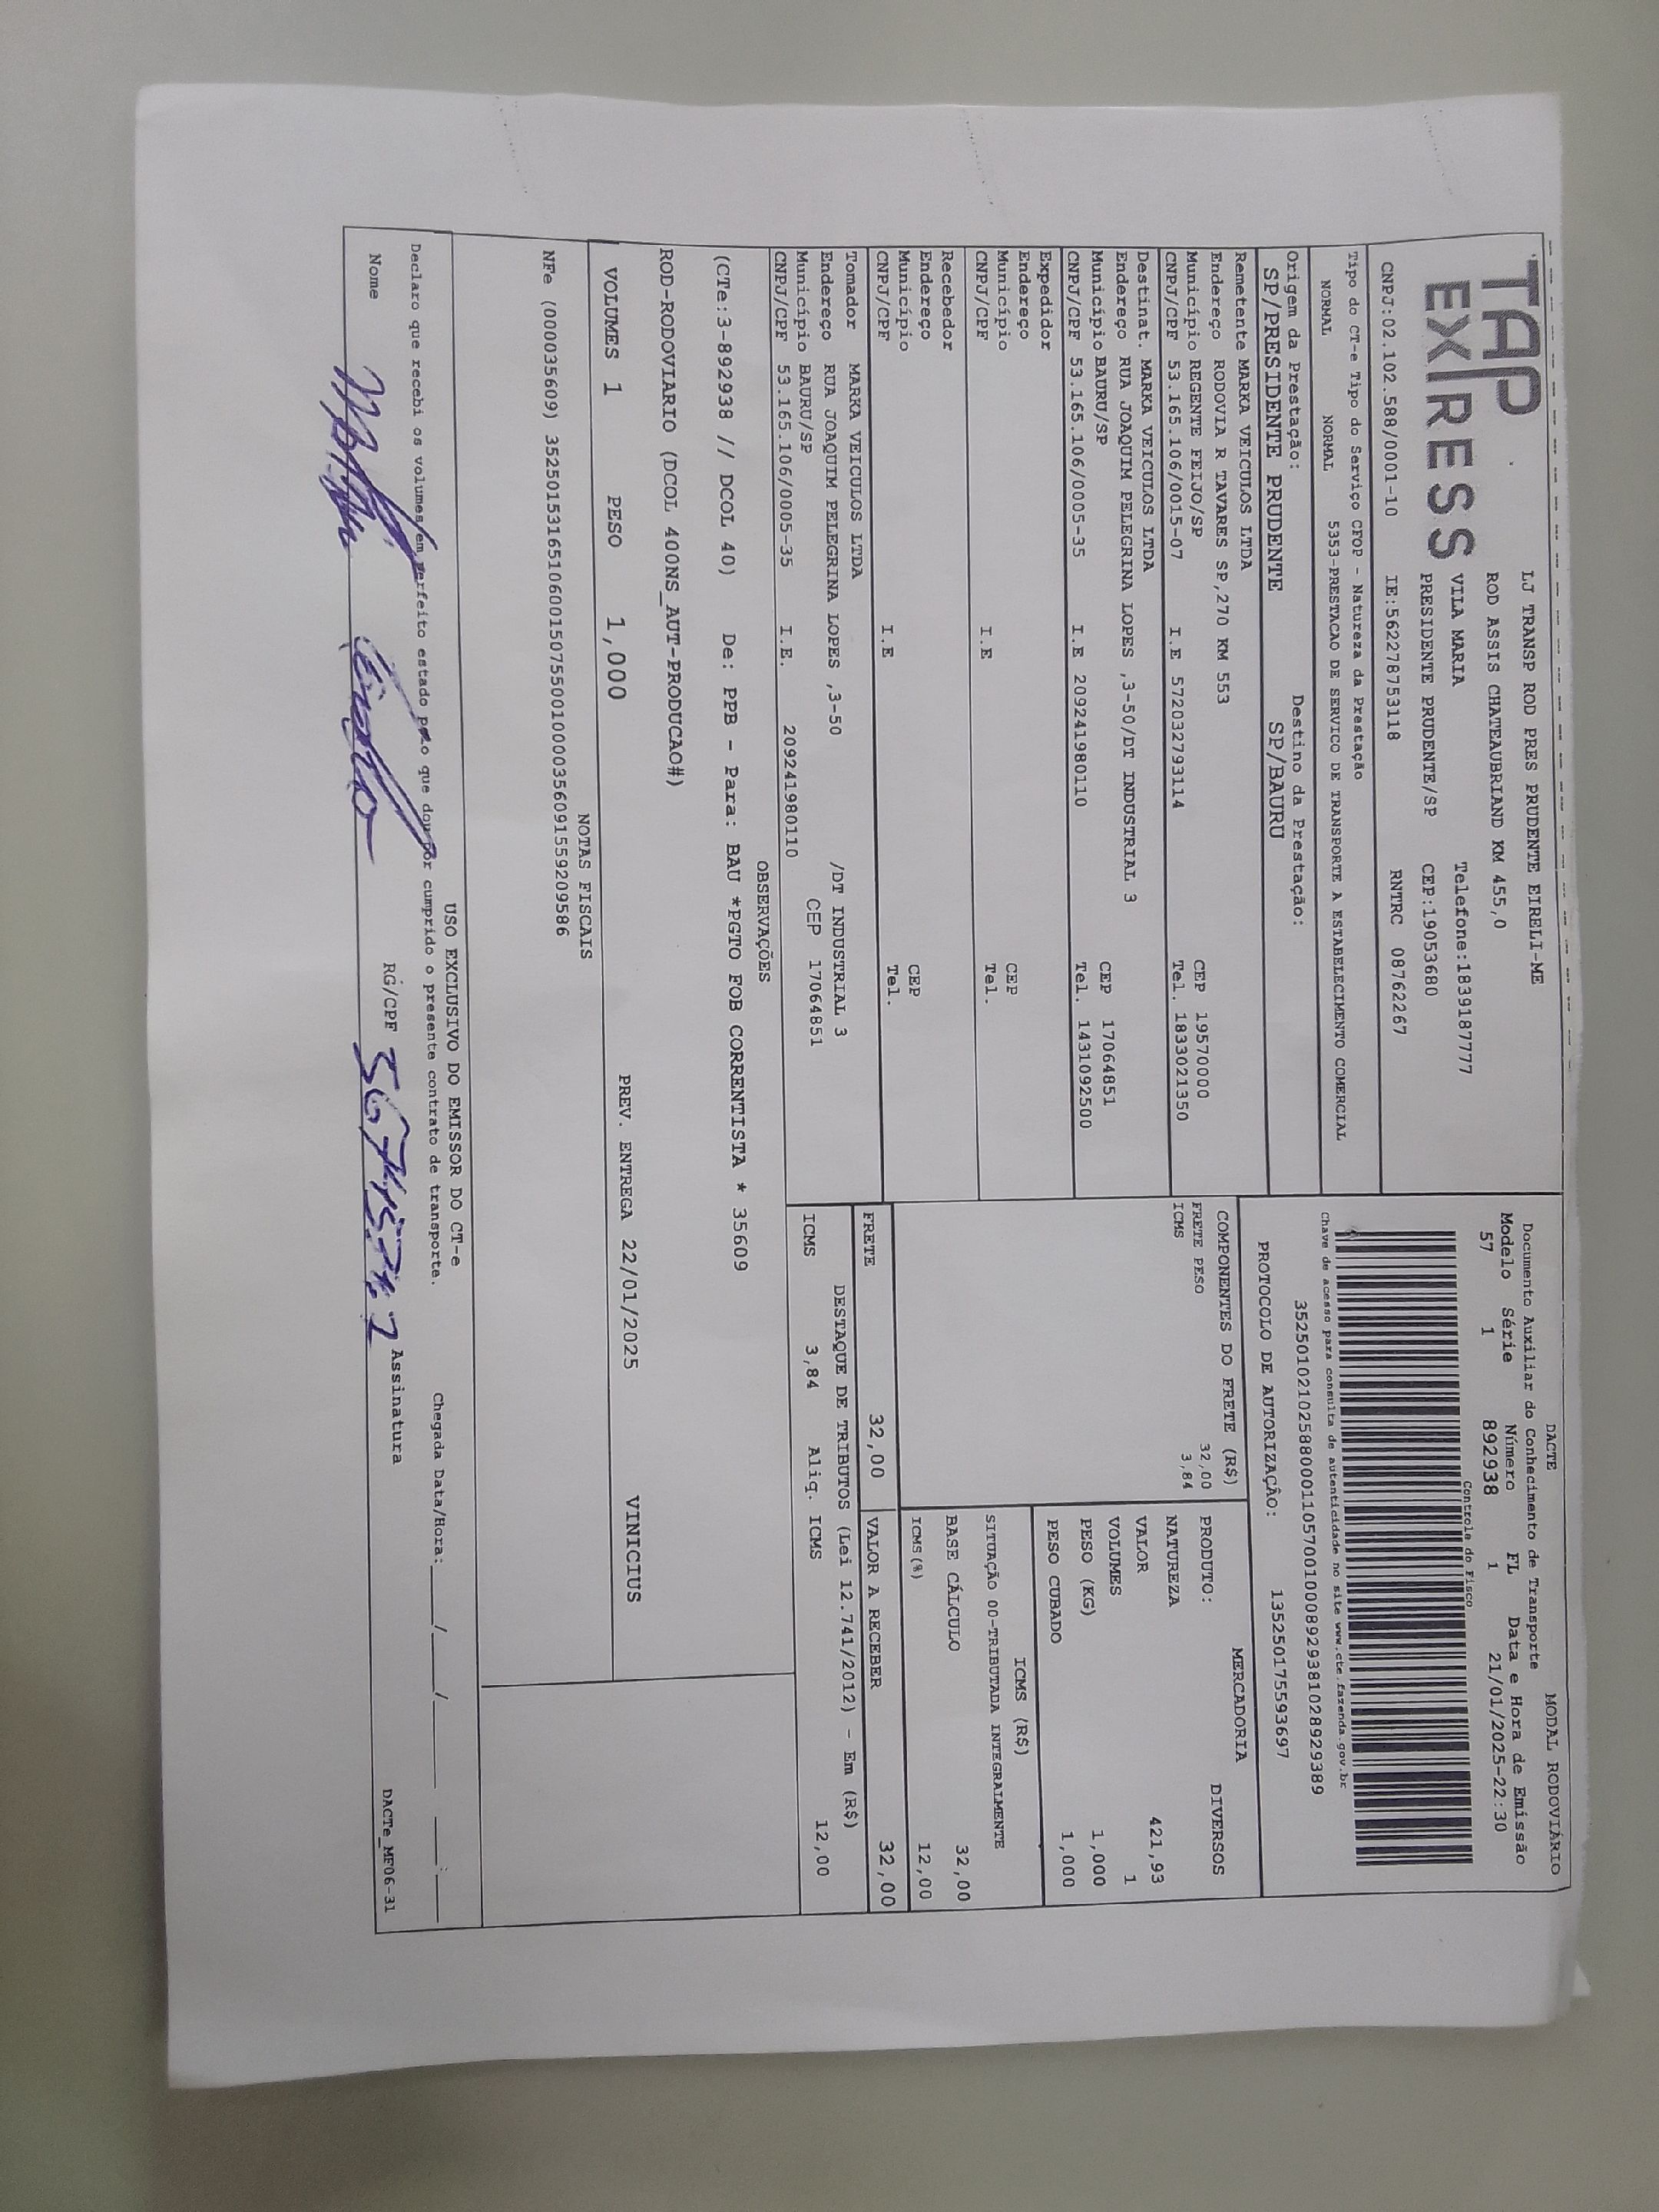 TAP
EXPRESS
LJ TRANSP ROD PRES PRUDENTE EIRELI-ME
ROD ASSIS CHATEAUBRIAND KM 455,0
VILA MARIA Telefone:1839187777
PRESIDENTE PRUDENTE/SP CEP:19053680
CNPJ:02.102.588/0001-10 IE:562278753118 RNTRC 08762267
DACTE MODAL RODOVIÁRIO
Documento Auxiliar do Conhecimento de Transporte
Modelo Série Número FL Data e Hora de Emissão
57 1 892938 1 21/01/2025-22:30
Controle do Fisco
Chave de acesso para consulta de autenticidade no site www.cte.fazenda.gov.br
35250102102588000110570010008929381028929389
PROTOCOLO DE AUTORIZAÇÃO: 135250175593697
Tipo do CT-e Tipo do Serviço CFOP - Natureza da Prestação
NORMAL NORMAL 5353-PRESTACAO DE SERVICO DE TRANSPORTE A ESTABELECIMENTO COMERCIAL
Origem da Prestação: Destino da Prestação:
SP/PRESIDENTE PRUDENTE SP/BAURU
Remetente MARKA VEICULOS LTDA
Endereço RODOVIA R TAVARES SP,270 KM 553
Município REGENTE FEIJO/SP CEP 19570000
CNPJ/CPF 53.165.106/0015-07 I.E 572032793114 Tel. 1833021350
Destinat. MARKA VEICULOS LTDA
Endereço RUA JOAQUIM PELEGRINA LOPES ,3-50/DT INDUSTRIAL 3
Município BAURU/SP CEP 17064851
CNPJ/CPF 53.165.106/0005-35 I.E 209241980110 Tel. 1431092500
Expedidor
Endereço
Município CEP
CNPJ/CPF I.E Tel.
Recebedor
Endereço
Município CEP
CNPJ/CPF I.E Tel.
Tomador MARKA VEICULOS LTDA
Endereço RUA JOAQUIM PELEGRINA LOPES ,3-50 /DT INDUSTRIAL 3
Município BAURU/SP CEP 17064851
CNPJ/CPF 53.165.106/0005-35 I.E. 209241980110
COMPONENTES DO FRETE (R$)
FRETE PESO 32,00
ICMS 3,84
MERCADORIA
PRODUTO: DIVERSOS
NATUREZA
VALOR 421,93
VOLUMES 1
PESO (KG) 1,000
PESO CUBADO 1,000
ICMS (R$)
SITUAÇÃO 00-TRIBUTADA INTEGRALMENTE
BASE CÁLCULO 32,00
ICMS (%) 12,00
FRETE 32,00 VALOR A RECEBER 32,00
DESTAQUE DE TRIBUTOS (Lei 12.741/2012) - Em (R$)
ICMS 3,84 Aliq. ICMS 12,00
OBSERVAÇÕES
(CTe:3-892938 // DCOL 40) De: PPB - Para: BAU *PGTO FOB CORRENTISTA * 35609
ROD-RODOVIARIO (DCOL 400NS_AUT-PRODUCAO#)
VOLUMES 1 PESO 1,000 PREV. ENTREGA 22/01/2025 VINICIUS
NOTAS FISCAIS
NFe (000035609) 35250153165106001507550010000356091559209586
USO EXCLUSIVO DO EMISSOR DO CT-e
Declaro que recebi os volumes em perfeito estado pelo que dou por cumprido o presente contrato de transporte. Chegada Data/Hora:____/____/____ ____:____
Nome RG/CPF Assinatura DACTe_MF06-31